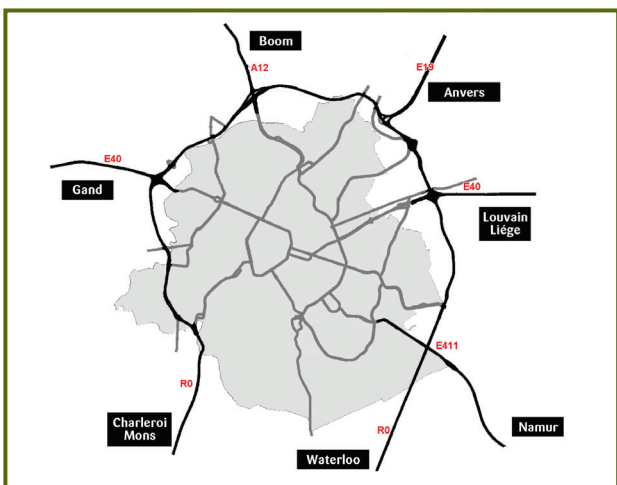 Boom
A12
E19
Anvers
E40
Gand
E40
Louvain
Liége
E411
R0
Charleroi
Mons
R0
Namur
Waterloo